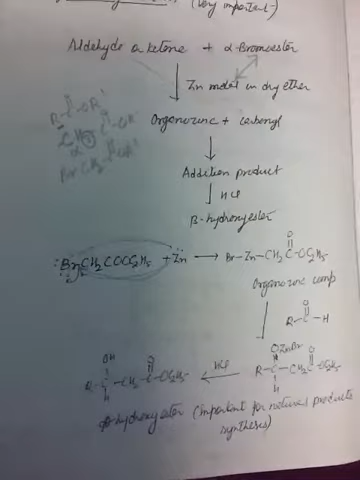 (very important)
Aldehyde or ketone + α-Bromoester
Zn metal in dry ether
Organozinc + carbonyl
Addition product
HCl
β-hydroxyester
BrCH₂COOC₂H₅ + Zn → Br-Zn-CH₂-C-OC₂H₅
O
Organozinc comp
O
R-C-H
OH O
R-C-CH₂-C-OC₂H₅
H
HCl
OZnBr O
R-C-CH₂-C-OC₂H₅
H
β-hydroxyester (important for natural products
syntheses)